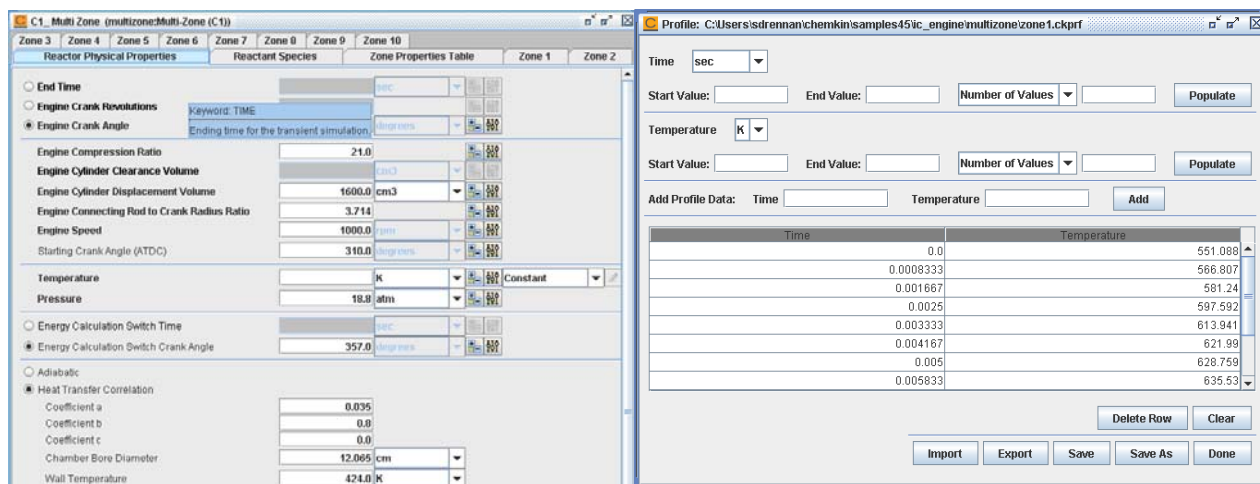 C1_ Multi Zone (multizone:Multi-Zone (C1))
Zone 3 Zone 4 Zone 5 Zone 6 Zone 7 Zone 8 Zone 9 Zone 10
Reactor Physical Properties Reactant Species Zone Properties Table Zone 1 Zone 2
End Time sec
Engine Crank Revolutions
Keyword: TIME
Engine Crank Angle degrees
Ending time for the transient simulation.
Engine Compression Ratio 21.0
Engine Cylinder Clearance Volume cm3
Engine Cylinder Displacement Volume 1600.0 cm3
Engine Connecting Rod to Crank Radius Ratio 3.714
Engine Speed 1000.0 rpm
Starting Crank Angle (ATDC) 310.0 degrees
Temperature K Constant
Pressure 18.8 atm
Energy Calculation Switch Time sec
Energy Calculation Switch Crank Angle 357.0 degrees
Adiabatic
Heat Transfer Correlation
Coefficient a 0.035
Coefficient b 0.8
Coefficient c 0.0
Chamber Bore Diameter 12.065 cm
Wall Temperature 424.0 K
Profile: C:\Users\sdrennan\chemkin\samples45\ic_engine\multizone\zone1.ckprf
Time sec
Start Value: End Value: Number of Values Populate
Temperature K
Start Value: End Value: Number of Values Populate
Add Profile Data: Time Temperature Add
Time Temperature
0.0 551.088
0.0008333 566.807
0.001667 581.24
0.0025 597.592
0.003333 613.941
0.004167 621.99
0.005 628.759
0.005833 635.53
Delete Row Clear
Import Export Save Save As Done